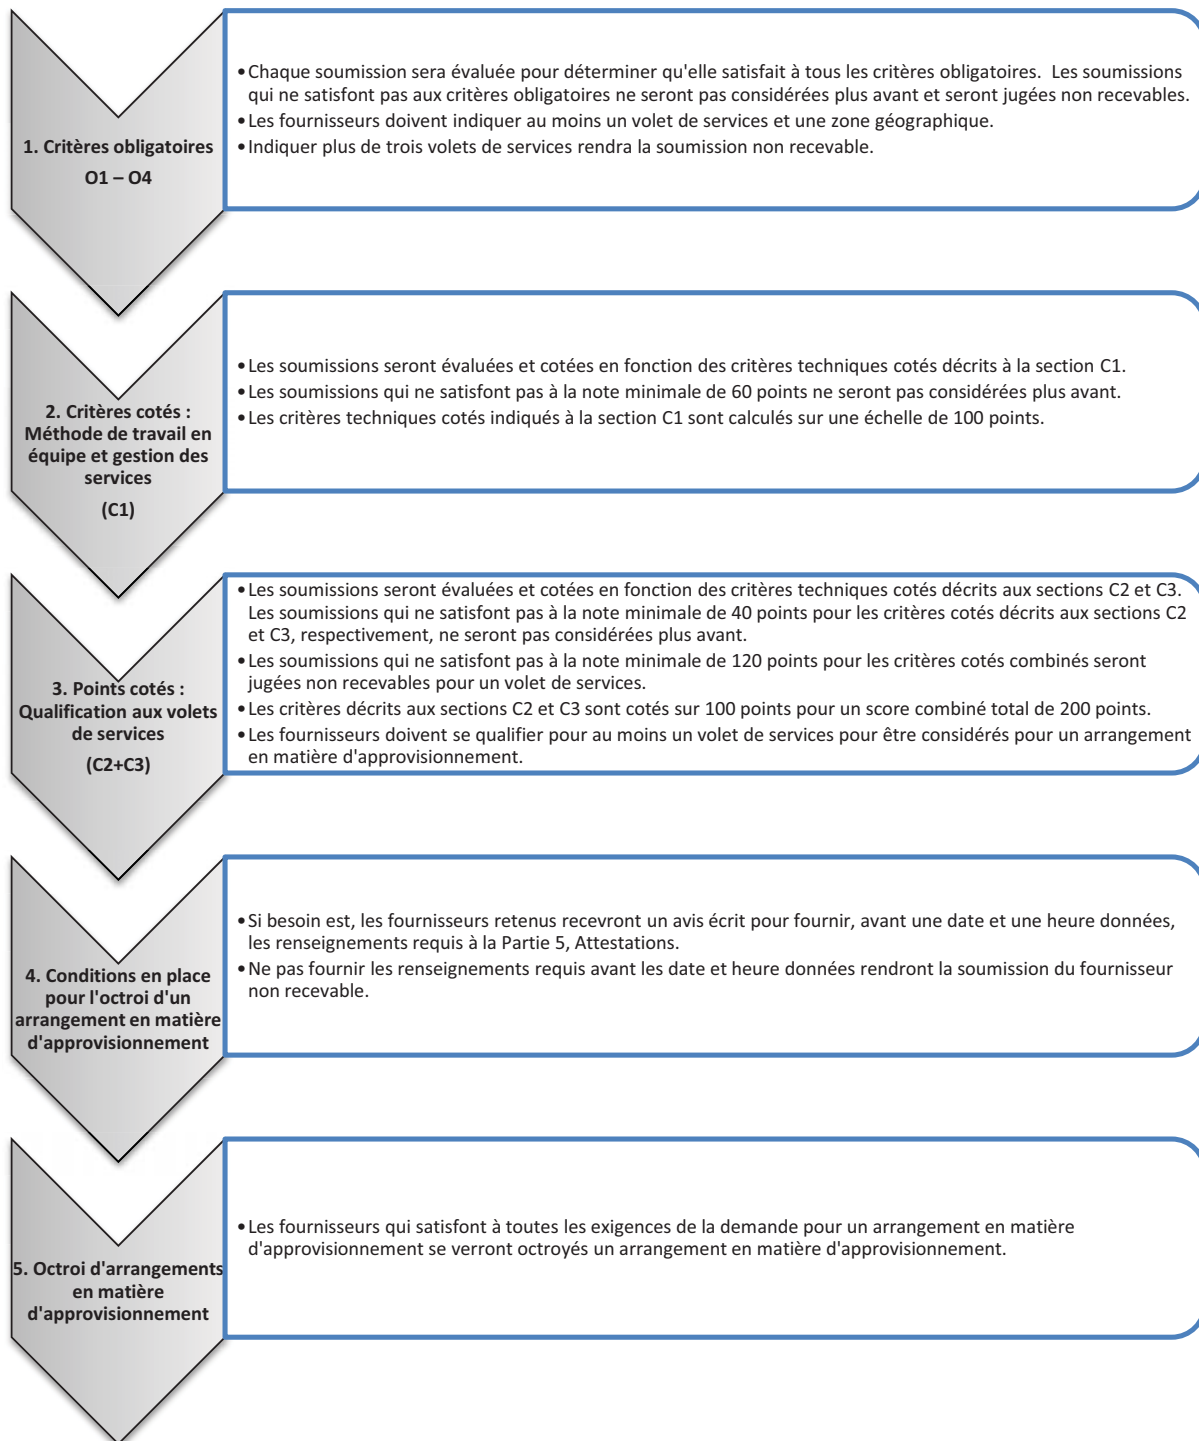 1. Critères obligatoires
O1 – O4
•Chaque soumission sera évaluée pour déterminer qu'elle satisfait à tous les critères obligatoires.  Les soumissions
qui ne satisfont pas aux critères obligatoires ne seront pas considérées plus avant et seront jugées non recevables.
•Les fournisseurs doivent indiquer au moins un volet de services et une zone géographique.
•Indiquer plus de trois volets de services rendra la soumission non recevable.
2. Critères cotés :
Méthode de travail en
équipe et gestion des
services
(C1)
•Les soumissions seront évaluées et cotées en fonction des critères techniques cotés décrits à la section C1.
•Les soumissions qui ne satisfont pas à la note minimale de 60 points ne seront pas considérées plus avant.
•Les critères techniques cotés indiqués à la section C1 sont calculés sur une échelle de 100 points.
3. Points cotés :
Qualification aux volets
de services
(C2+C3)
•Les soumissions seront évaluées et cotées en fonction des critères techniques cotés décrits aux sections C2 et C3.
Les soumissions qui ne satisfont pas à la note minimale de 40 points pour les critères cotés décrits aux sections C2
et C3, respectivement, ne seront pas considérées plus avant.
•Les soumissions qui ne satisfont pas à la note minimale de 120 points pour les critères cotés combinés seront
jugées non recevables pour un volet de services.
•Les critères décrits aux sections C2 et C3 sont cotés sur 100 points pour un score combiné total de 200 points.
•Les fournisseurs doivent se qualifier pour au moins un volet de services pour être considérés pour un arrangement
en matière d'approvisionnement.
4. Conditions en place
pour l'octroi d'un
arrangement en matière
d'approvisionnement
•Si besoin est, les fournisseurs retenus recevront un avis écrit pour fournir, avant une date et une heure données,
les renseignements requis à la Partie 5, Attestations.
•Ne pas fournir les renseignements requis avant les date et heure données rendront la soumission du fournisseur
non recevable.
5. Octroi d'arrangements
en matière
d'approvisionnement
•Les fournisseurs qui satisfont à toutes les exigences de la demande pour un arrangement en matière
d'approvisionnement se verront octroyés un arrangement en matière d'approvisionnement.